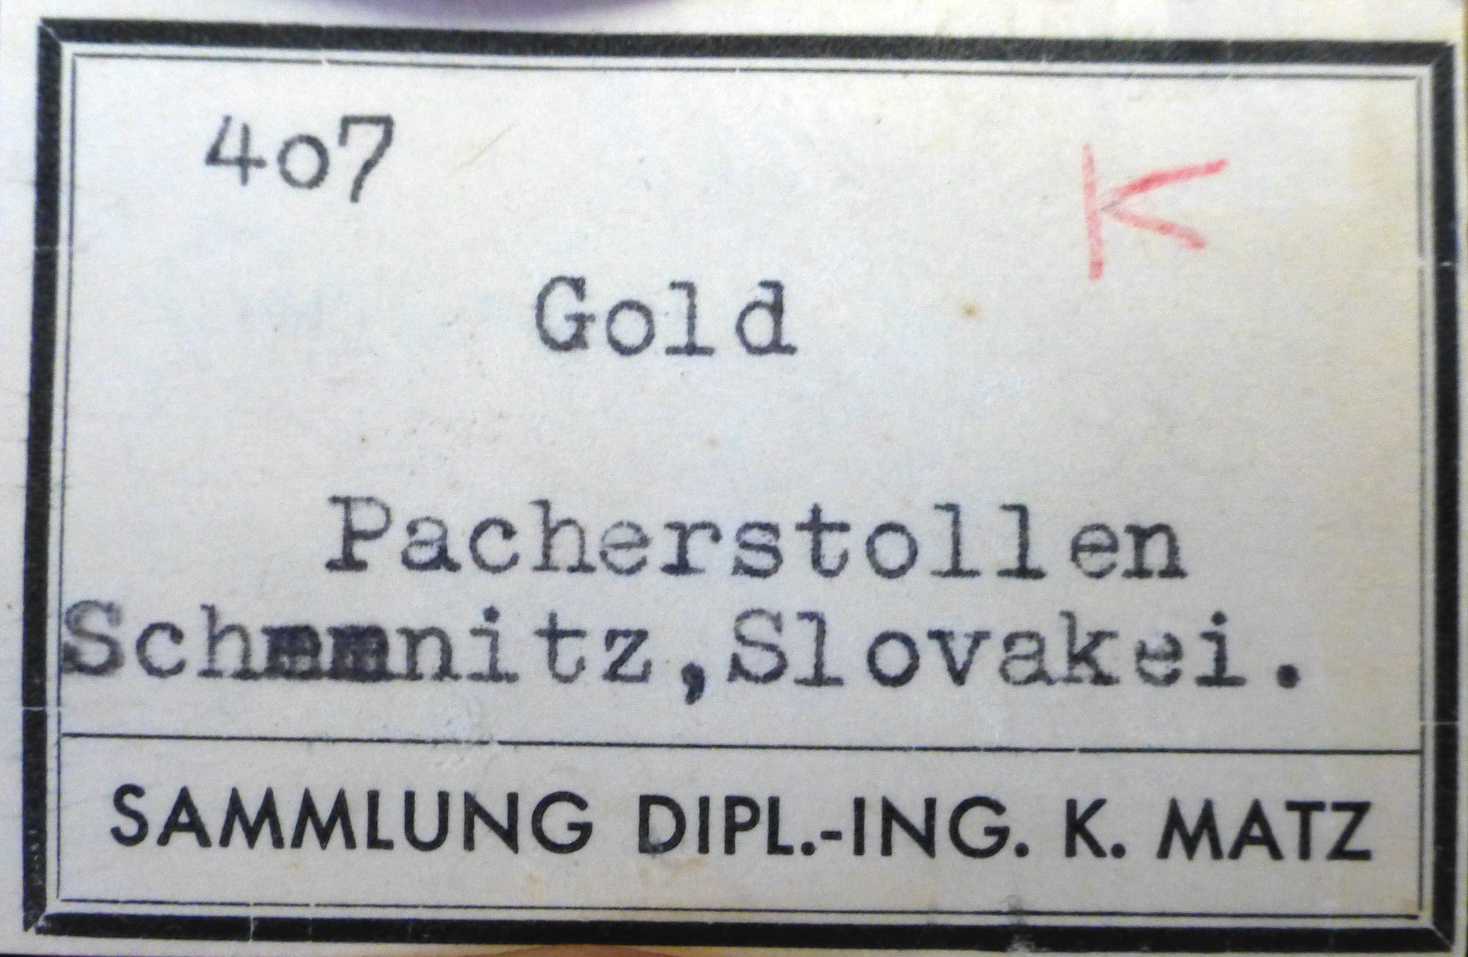 407
K
Gold
Pacherstollen
Schemnitz,Slovakei.
SAMMLUNG DIPL.-ING. K. MATZ